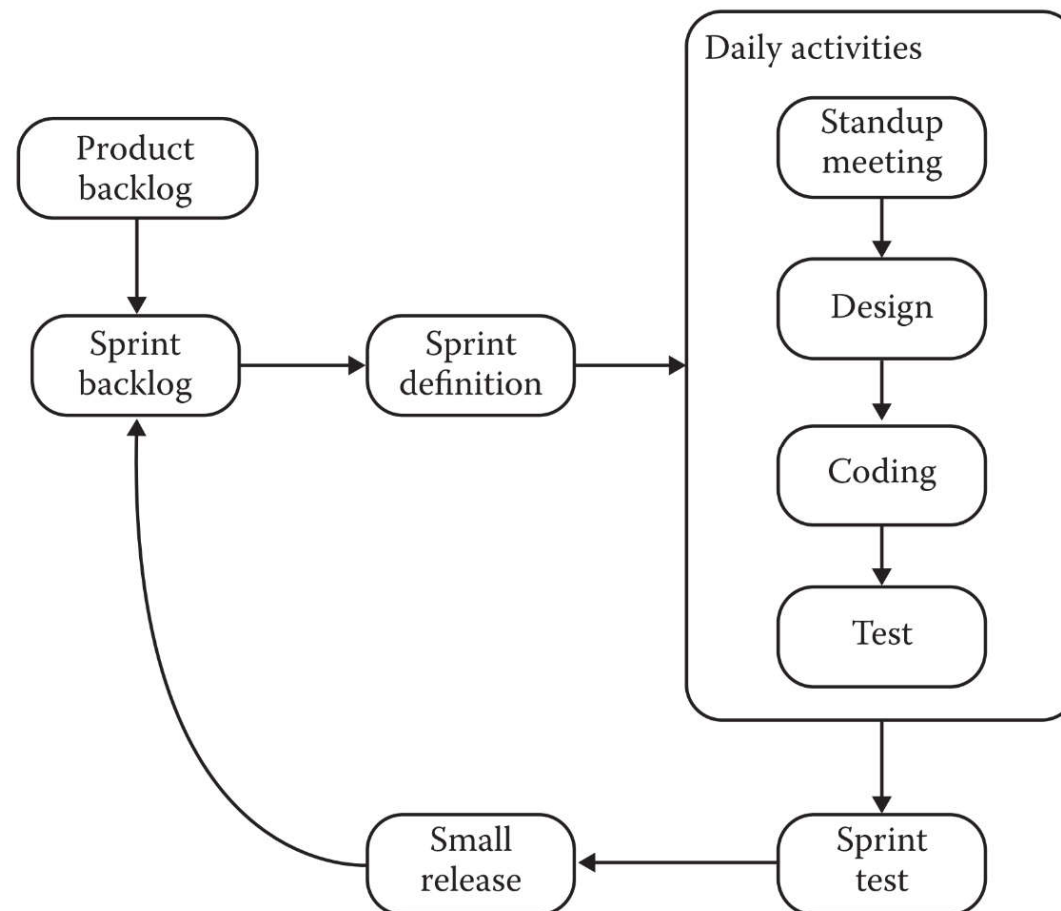 Daily activities
Standup
meeting
Product
backlog
Design
Sprint
backlog
Sprint
definition
Coding
Test
Small
release
Sprint
test